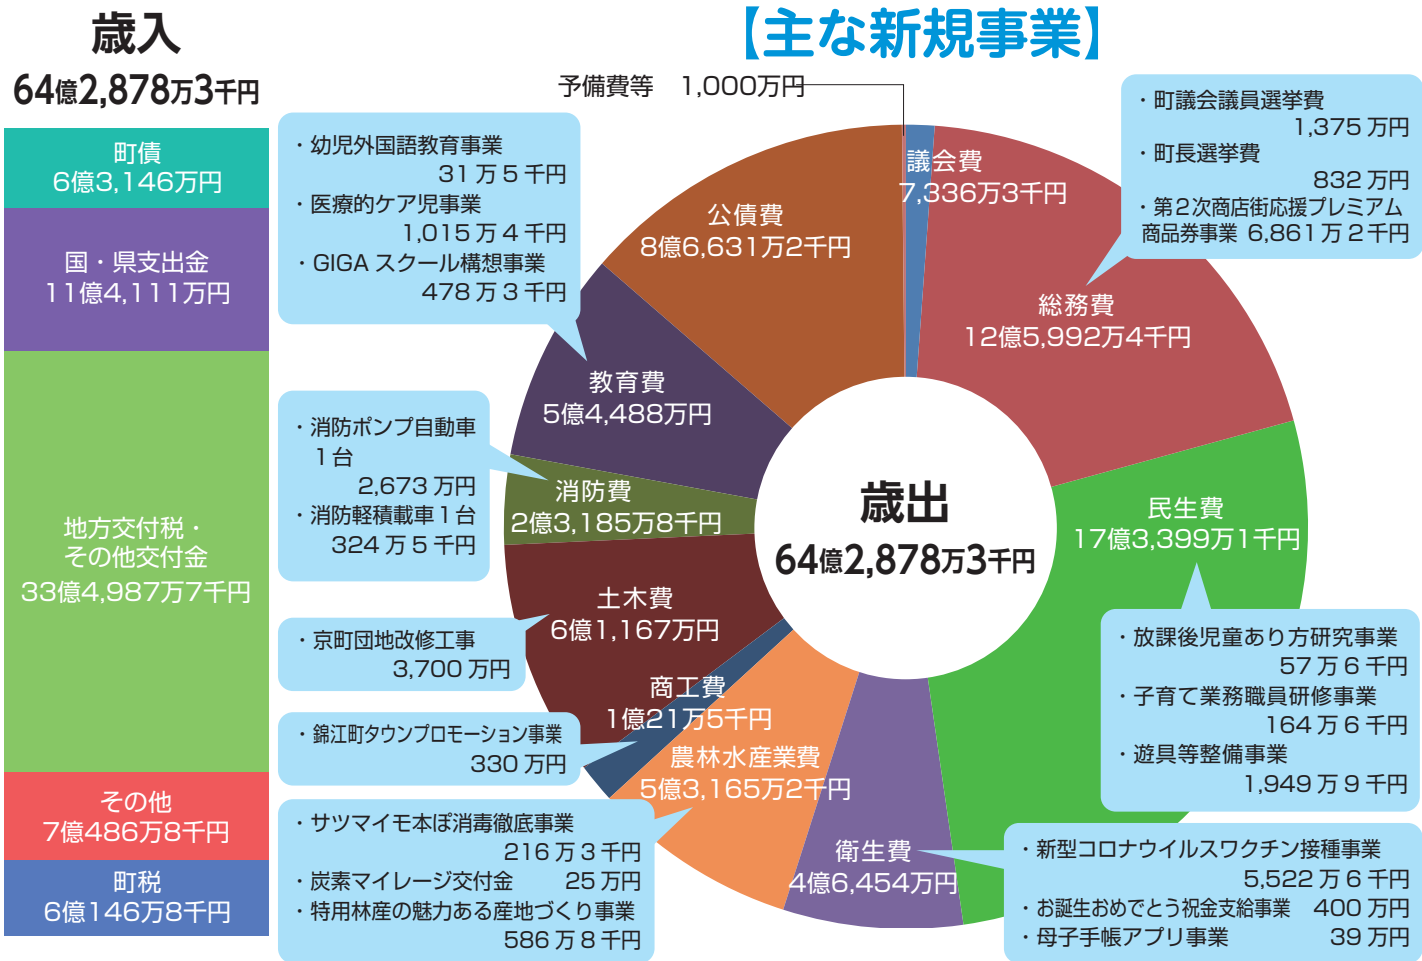 歳入
64億2,878万3千円
町債
6億3,146万円
国・県支出金
11億4,111万円
地方交付税・
その他交付金
33億4,987万7千円
その他
7億486万8千円
町税
6億146万8千円
【主な新規事業】
予備費等 1,000万円
議会費
7,336万3千円
・町議会議員選挙費
1,375万円
・町長選挙費
832万円
・第2次商店街応援プレミアム
商品券事業 6,861万2千円
総務費
12億5,992万4千円
民生費
17億3,399万1千円
・放課後児童あり方研究事業
57万6千円
・子育て業務職員研修事業
164万6千円
・遊具等整備事業
1,949万9千円
衛生費
4億6,454万円
・新型コロナウイルスワクチン接種事業
5,522万6千円
・お誕生おめでとう祝金支給事業 400万円
・母子手帳アプリ事業 39万円
農林水産業費
5億3,165万2千円
・サツマイモ本ぽ消毒徹底事業
216万3千円
・炭素マイレージ交付金 25万円
・特用林産の魅力ある産地づくり事業
586万8千円
商工費
1億21万5千円
・錦江町タウンプロモーション事業
330万円
土木費
6億1,167万円
・京町団地改修工事
3,700万円
消防費
2億3,185万8千円
・消防ポンプ自動車
1台
2,673万円
・消防軽積載車1台
324万5千円
教育費
5億4,488万円
・幼児外国語教育事業
31万5千円
・医療的ケア児事業
1,015万4千円
・GIGAスクール構想事業
478万3千円
公債費
8億6,631万2千円
歳出
64億2,878万3千円